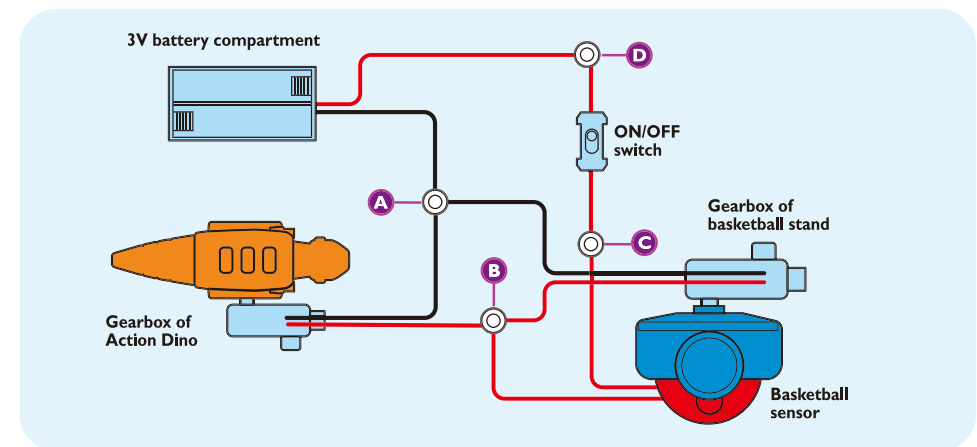 3V battery compartment
D
ON/OFF
switch
A
Gearbox of
basketball stand
C
B
Gearbox of
Action Dino
Basketball
sensor